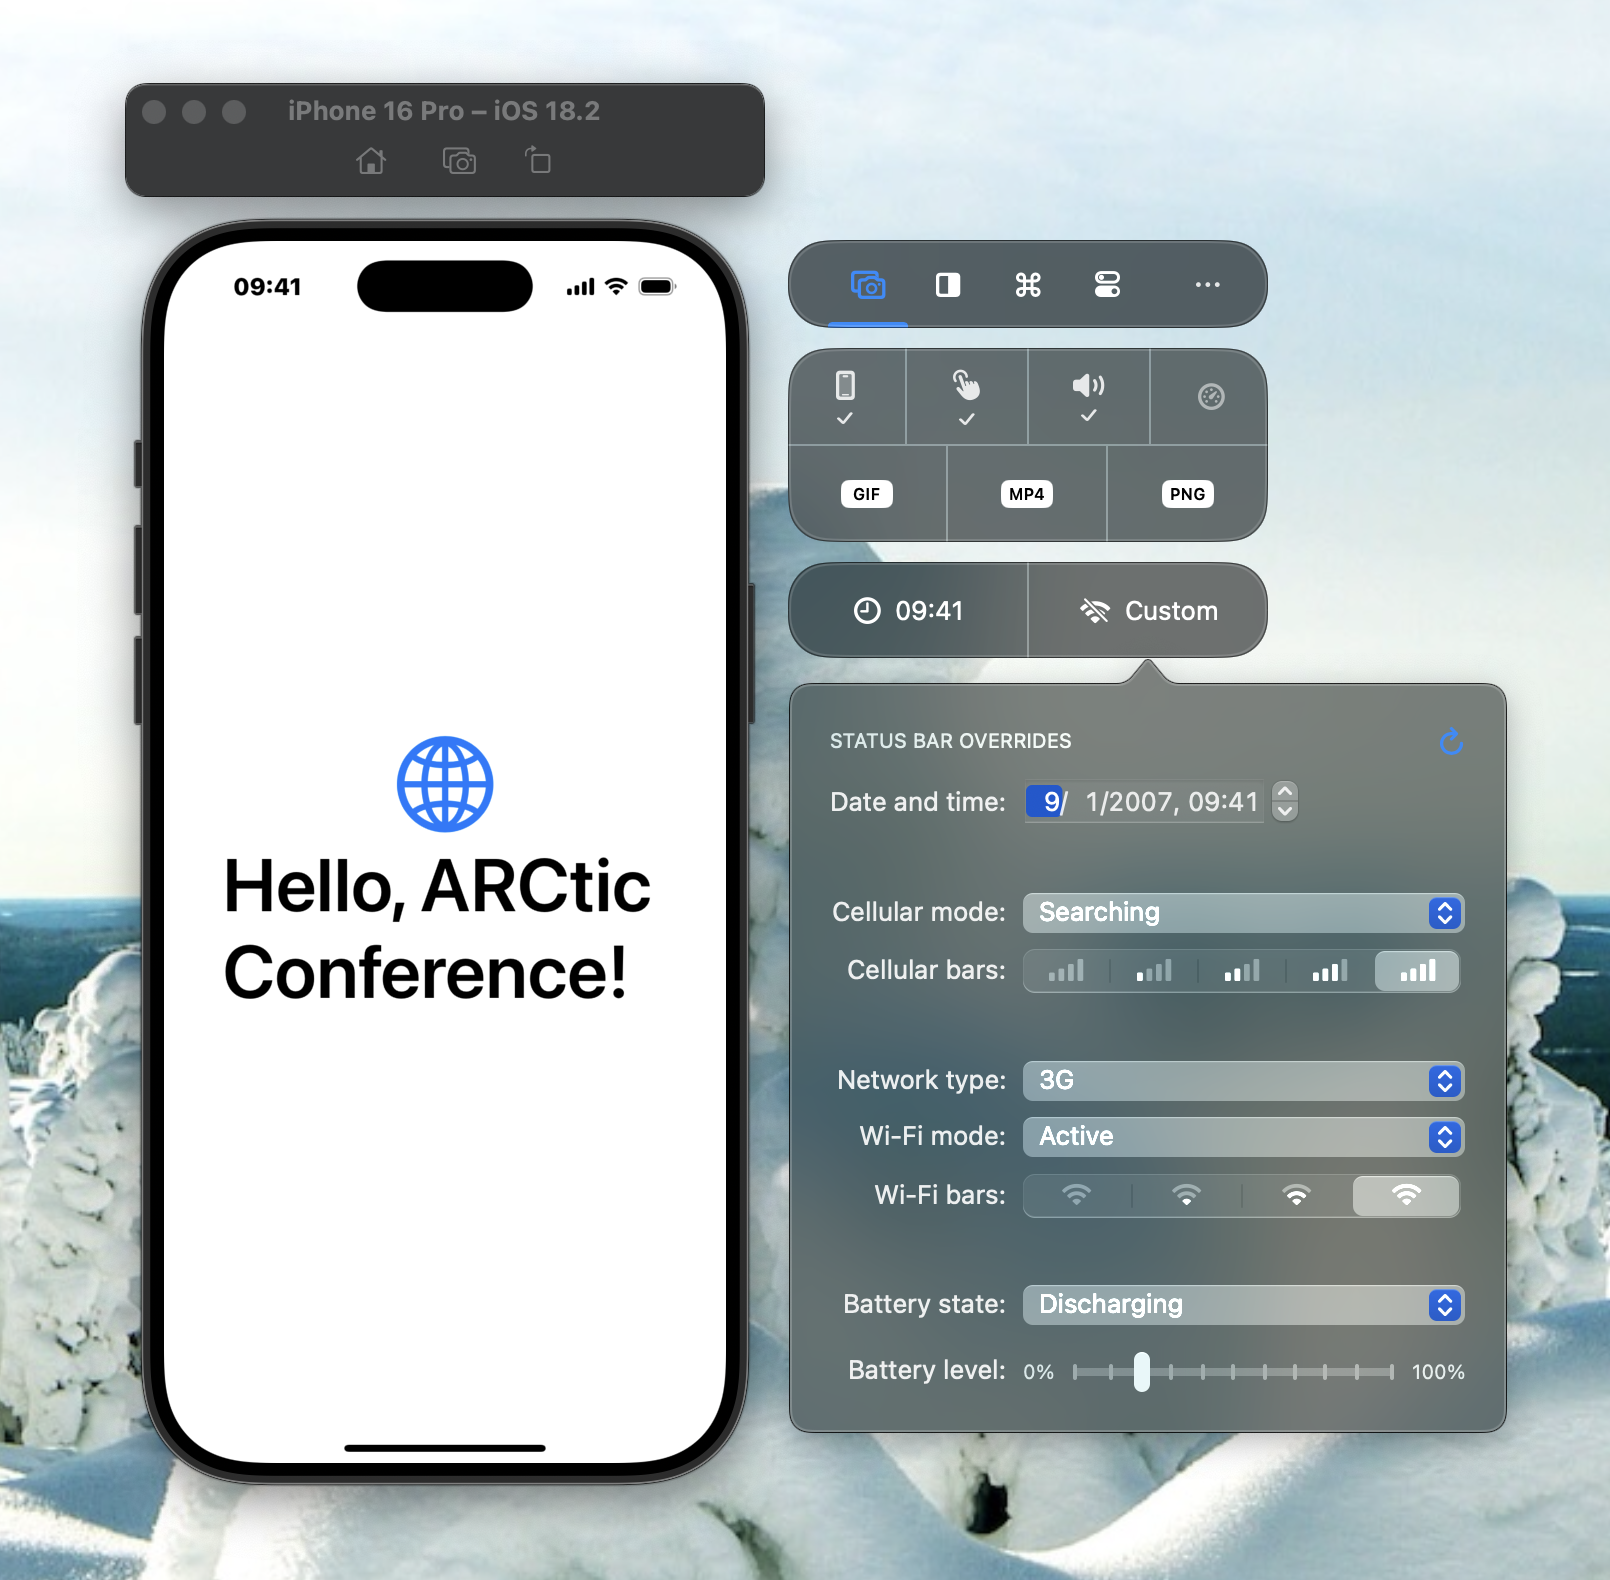 iPhone 16 Pro – iOS 18.2
09:41
Hello, ARCtic
Conference!
GIF
MP4
PNG
09:41
Custom
STATUS BAR OVERRIDES
Date and time: 9/ 1/2007, 09:41
Cellular mode: Searching
Cellular bars:
Network type: 3G
Wi-Fi mode: Active
Wi-Fi bars:
Battery state: Discharging
Battery level: 0% 100%